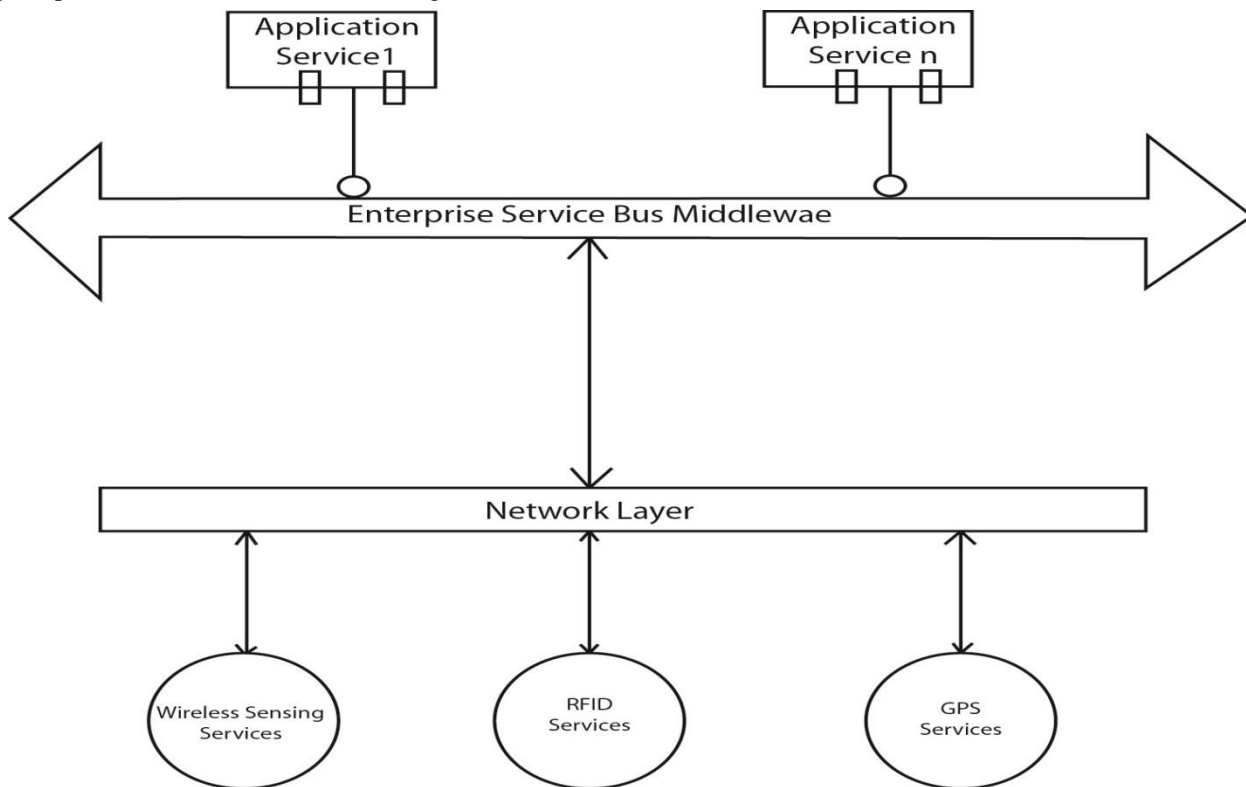 Application
Service1
Application
Service n
Enterprise Service Bus Middlewae
Network Layer
Wireless Sensing
Services
RFID
Services
GPS
Services